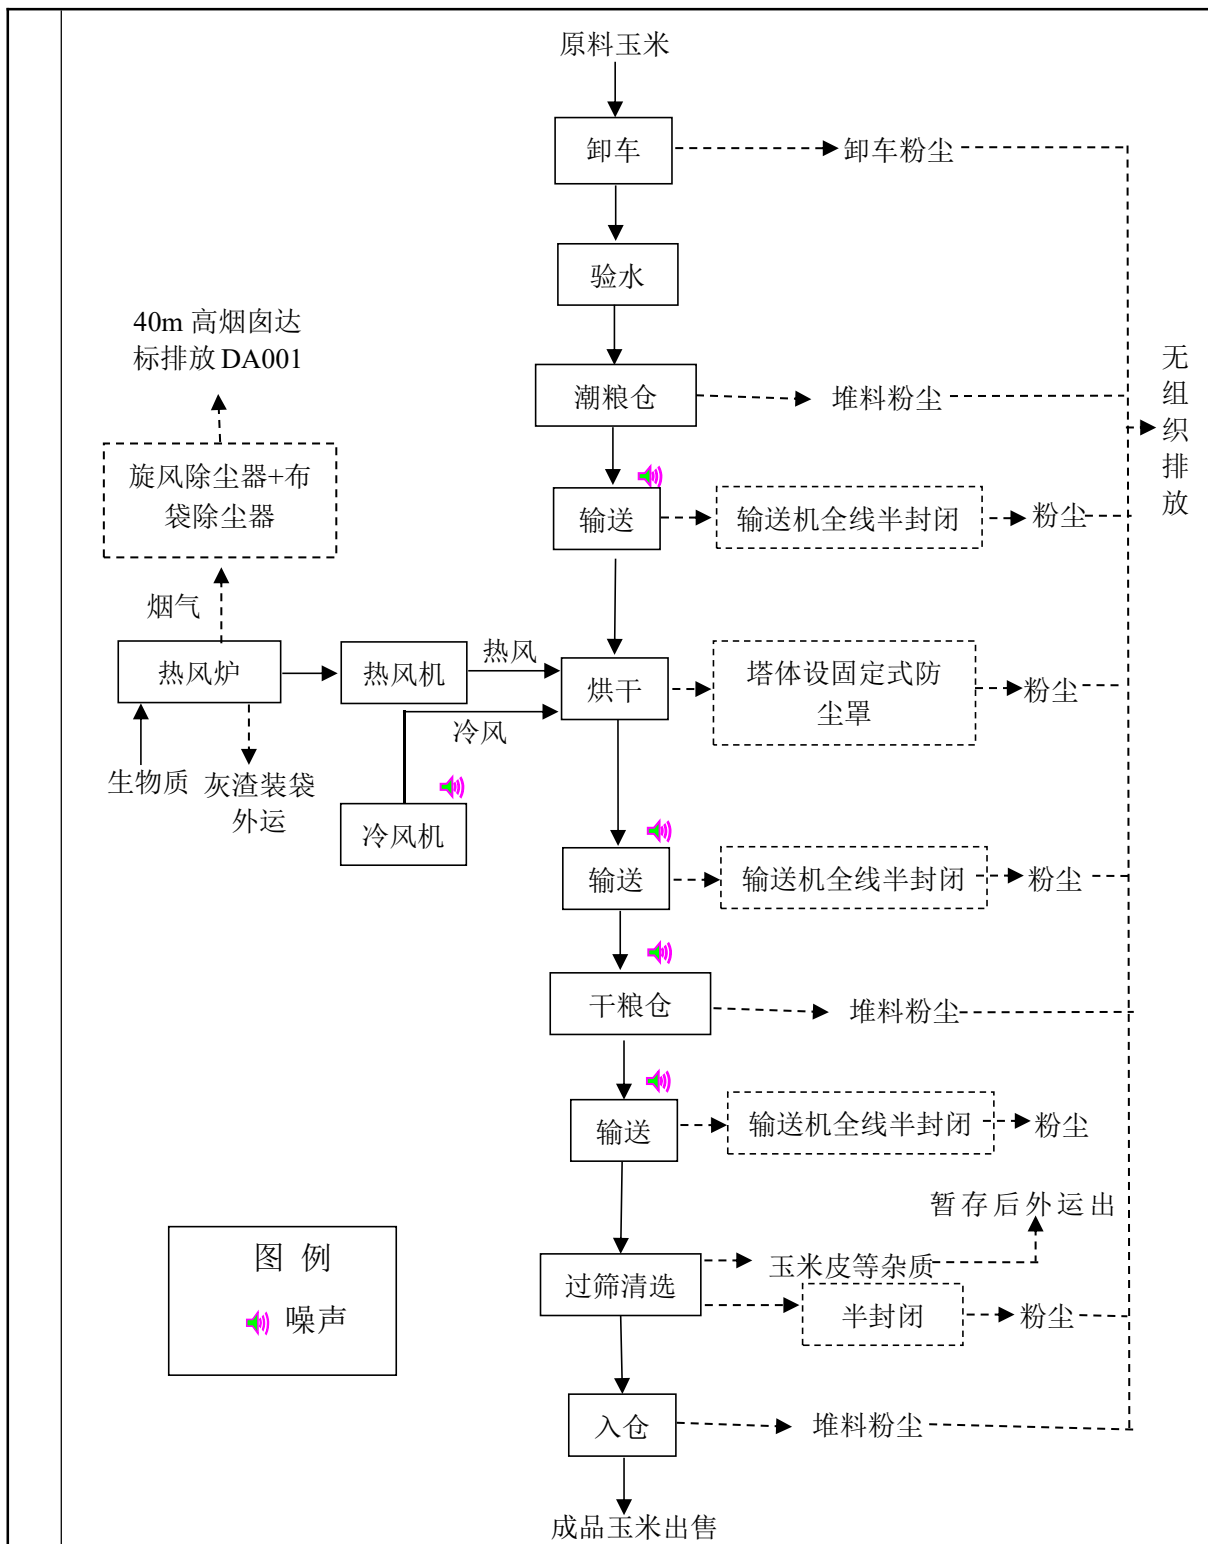 原料玉米
卸车
卸车粉尘
验水
40m 高烟囱达
标排放 DA001
无
组
织
排
放
潮粮仓
堆料粉尘
旋风除尘器+布
袋除尘器
输送
输送机全线半封闭
粉尘
烟气
热风炉
热风机
热风
烘干
塔体设固定式防
尘罩
粉尘
冷风
生物质
灰渣装袋
外运
冷风机
输送
输送机全线半封闭
粉尘
干粮仓
堆料粉尘
输送
输送机全线半封闭
粉尘
暂存后外运出
图 例
噪声
过筛清选
玉米皮等杂质
半封闭
粉尘
入仓
堆料粉尘
成品玉米出售